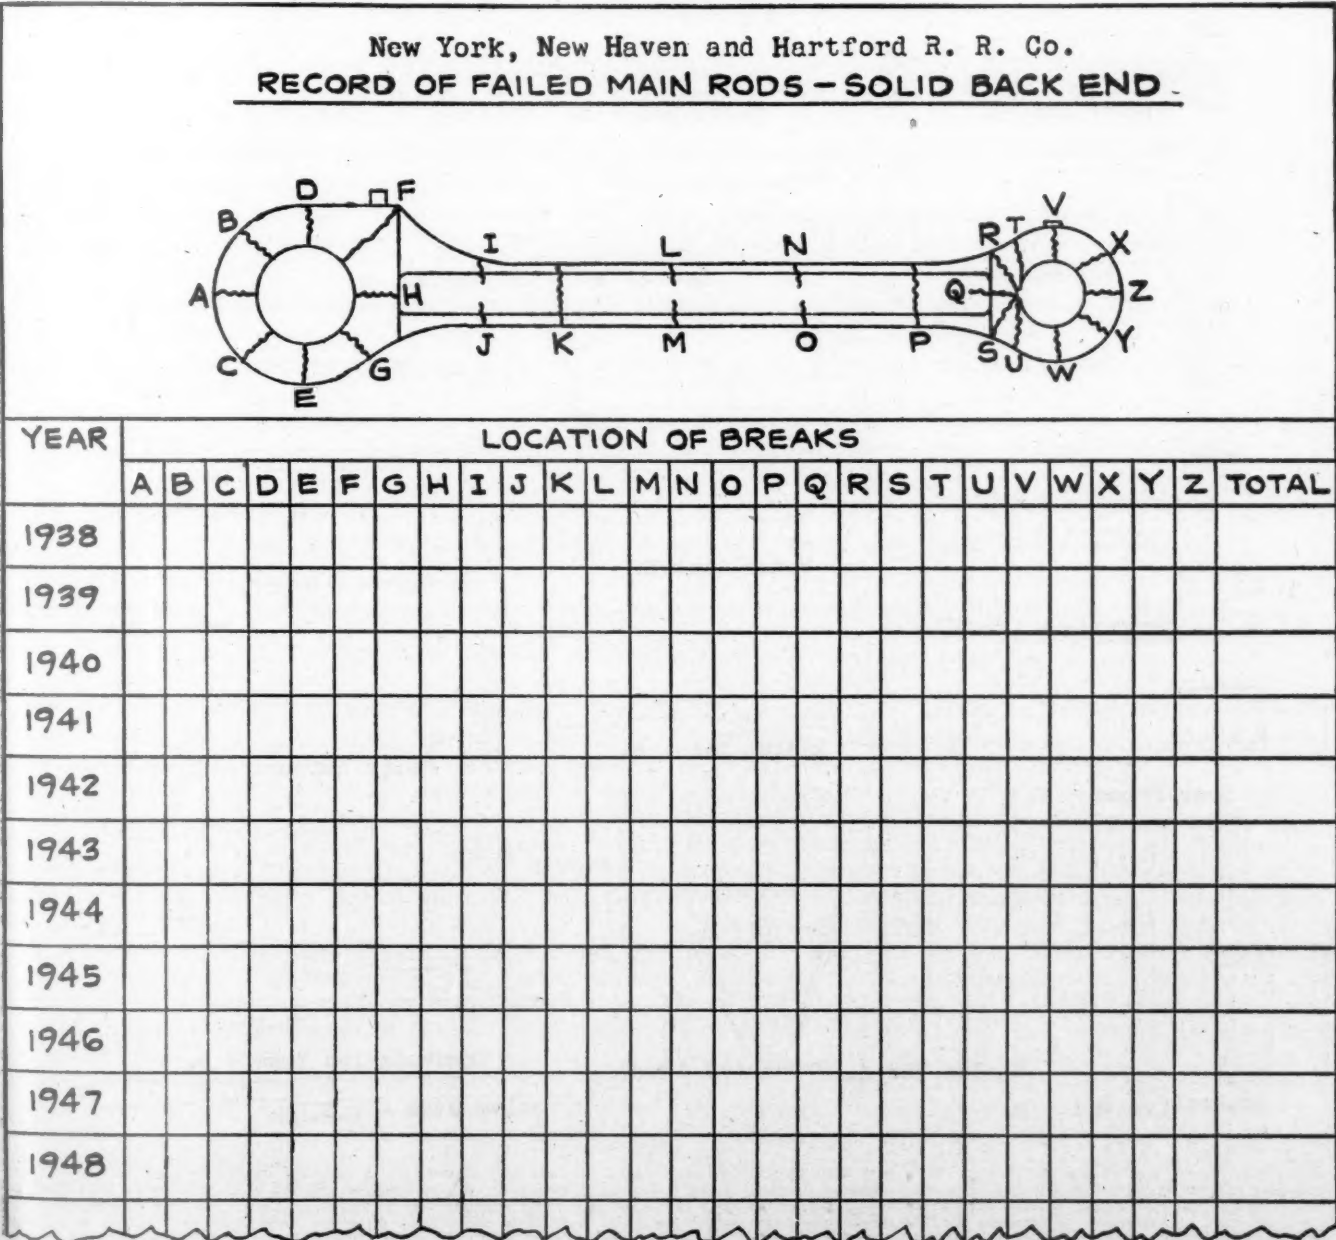 New York, New Haven and Hartford R. R. Co.
RECORD OF FAILED MAIN RODS – SOLID BACK END
D F V
B I L N R T X
A H Q Z
C G J K M O P S U W Y
E
YEAR LOCATION OF BREAKS
A B C D E F G H I J K L M N O P Q R S T U V W X Y Z TOTAL
1938
1939
1940
1941
1942
1943
1944
1945
1946
1947
1948